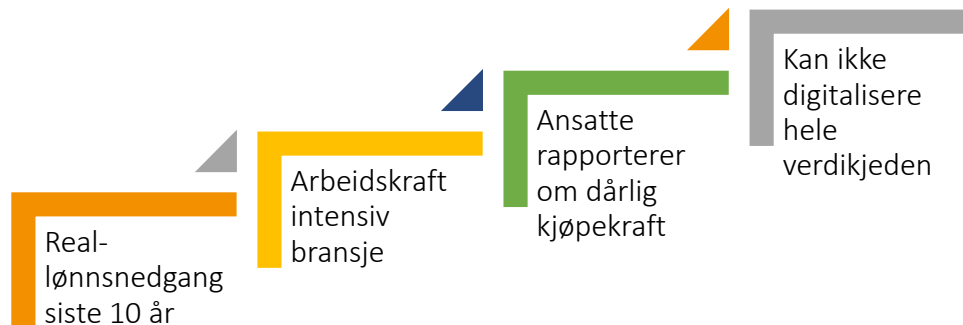 Real-
lønnsnedgang
siste 10 år
Arbeidskraft
intensiv
bransje
Ansatte
rapporterer
om dårlig
kjøpekraft
Kan ikke
digitalisere
hele
verdikjeden